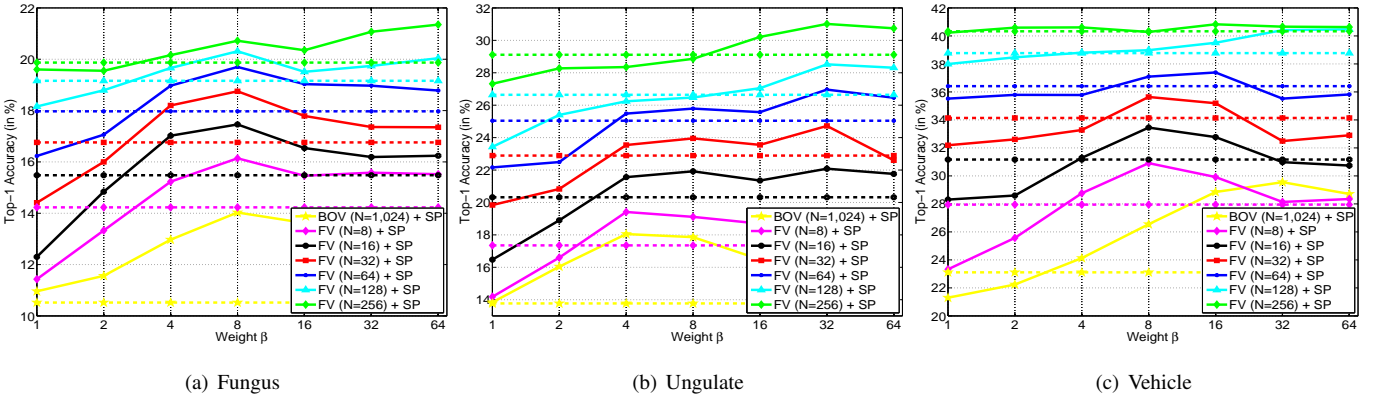 22
20
18
16
14
12
10
Top−1 Accuracy (in %)
BOV (N=1,024) + SP
FV (N=8) + SP
FV (N=16) + SP
FV (N=32) + SP
FV (N=64) + SP
FV (N=128) + SP
FV (N=256) + SP
1 2 4 8 16 32 64
Weight β
(a) Fungus
32
30
28
26
24
22
20
18
16
14
Top−1 Accuracy (in %)
BOV (N=1,024) + SP
FV (N=8) + SP
FV (N=16) + SP
FV (N=32) + SP
FV (N=64) + SP
FV (N=128) + SP
FV (N=256) + SP
1 2 4 8 16 32 64
Weight β
(b) Ungulate
42
40
38
36
34
32
30
28
26
24
22
20
Top−1 Accuracy (in %)
BOV (N=1,024) + SP
FV (N=8) + SP
FV (N=16) + SP
FV (N=32) + SP
FV (N=64) + SP
FV (N=128) + SP
FV (N=256) + SP
1 2 4 8 16 32 64
Weight β
(c) Vehicle